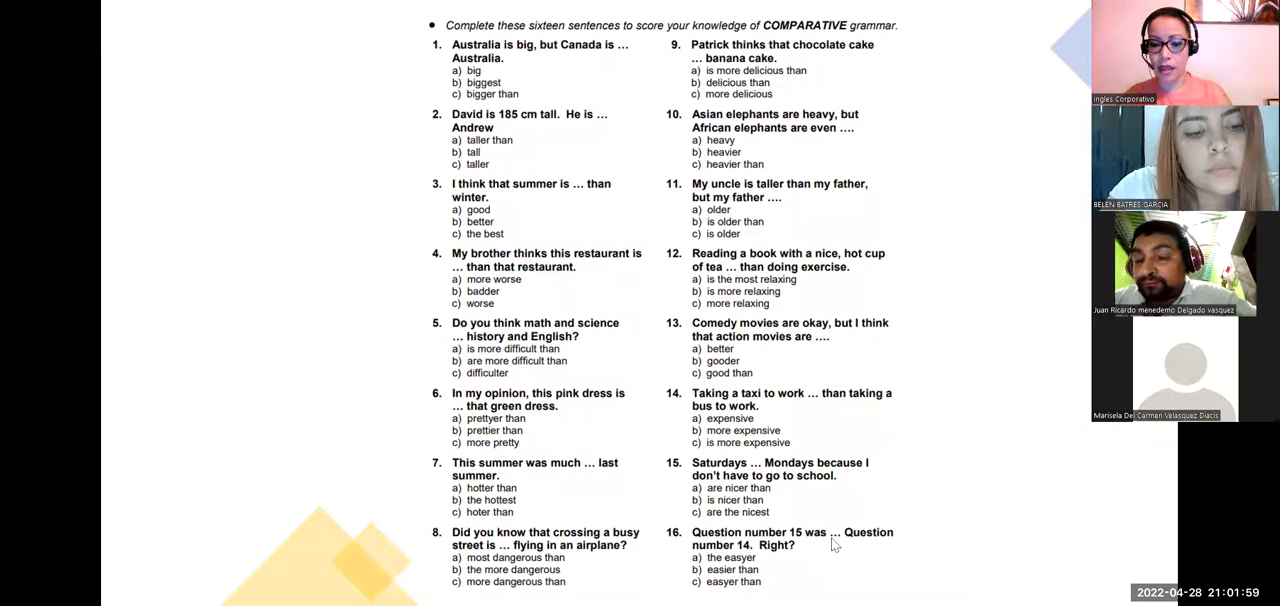 • Complete these sixteen sentences to score your knowledge of COMPARATIVE grammar.
1. Australia is big, but Canada is …
Australia.
a) big
b) biggest
c) bigger than
2. David is 185 cm tall. He is …
Andrew
a) taller than
b) tall
c) taller
3. I think that summer is … than
winter.
a) good
b) better
c) the best
4. My brother thinks this restaurant is
… than that restaurant.
a) more worse
b) badder
c) worse
5. Do you think math and science
… history and English?
a) is more difficult than
b) are more difficult than
c) difficulter
6. In my opinion, this pink dress is
… that green dress.
a) prettyer than
b) prettier than
c) more pretty
7. This summer was much … last
summer.
a) hotter than
b) the hottest
c) hoter than
8. Did you know that crossing a busy
street is … flying in an airplane?
a) most dangerous than
b) the more dangerous
c) more dangerous than
9. Patrick thinks that chocolate cake
… banana cake.
a) is more delicious than
b) delicious than
c) more delicious
10. Asian elephants are heavy, but
African elephants are even ….
a) heavy
b) heavier
c) heavier than
11. My uncle is taller than my father,
but my father ….
a) older
b) is older than
c) is older
12. Reading a book with a nice, hot cup
of tea … than doing exercise.
a) is the most relaxing
b) is more relaxing
c) more relaxing
13. Comedy movies are okay, but I think
that action movies are ….
a) better
b) gooder
c) good than
14. Taking a taxi to work … than taking a
bus to work.
a) expensive
b) more expensive
c) is more expensive
15. Saturdays … Mondays because I
don't have to go to school.
a) are nicer than
b) is nicer than
c) are the nicest
16. Question number 15 was … Question
number 14. Right?
a) the easyer
b) easier than
c) easyer than
ingles Corporativo
BELEN BATRES GARCIA
Juan Ricardo menedemo Delgado vasquez
Marisela Del Carmen Velasquez Diacis
2022-04-28 21:01:59